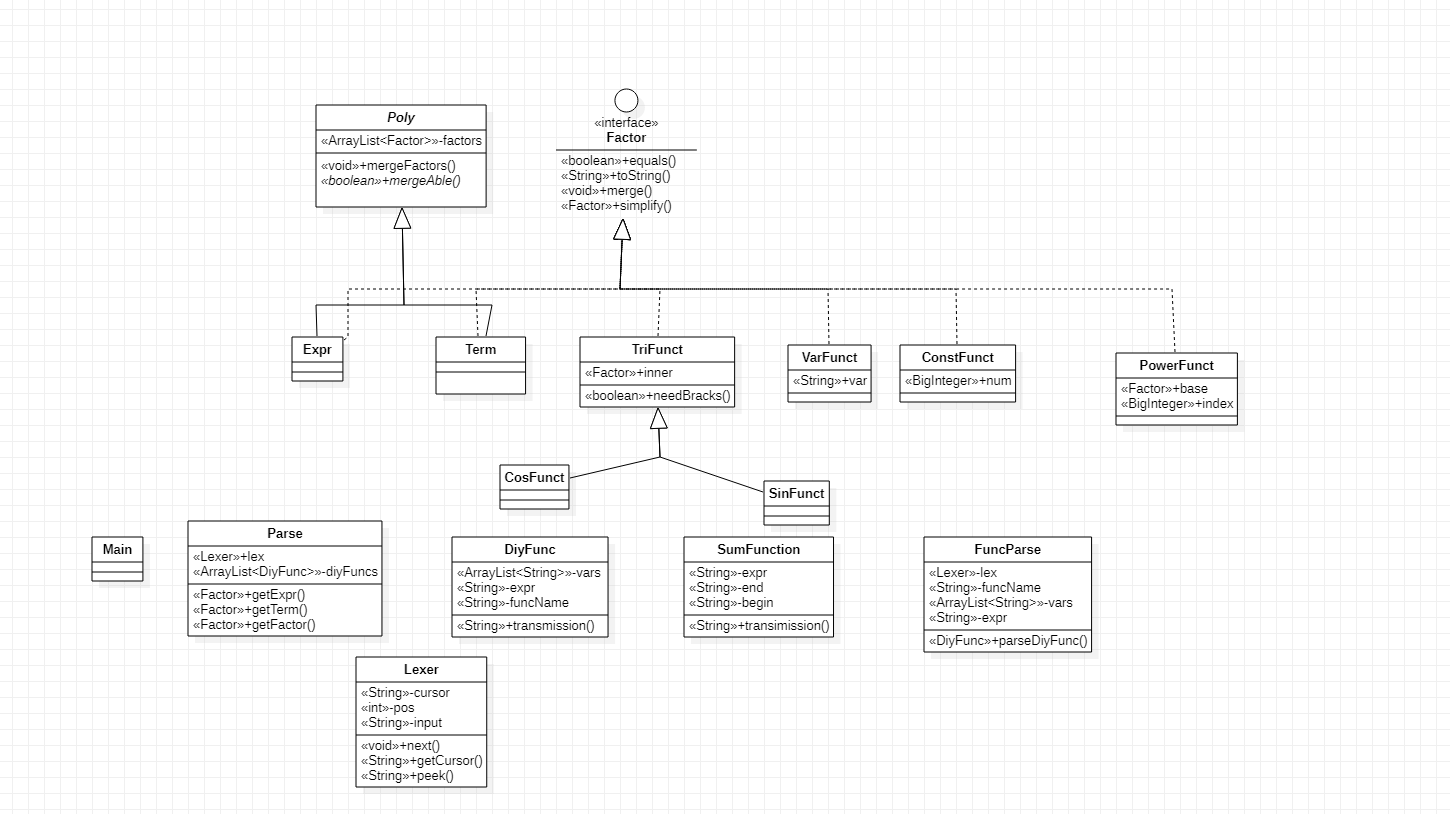 Poly
«ArrayList<Factor>»-factors
«void»+mergeFactors()
«boolean»+mergeAble()
«interface»
Factor
«boolean»+equals()
«String»+toString()
«void»+merge()
«Factor»+simplify()
Expr
Term
TriFunct
«Factor»+inner
«boolean»+needBracks()
VarFunct
«String»+var
ConstFunct
«BigInteger»+num
PowerFunct
«Factor»+base
«BigInteger»+index
CosFunct
SinFunct
Main
Parse
«Lexer»+lex
«ArrayList<DiyFunc>»-diyFuncs
«Factor»+getExpr()
«Factor»+getTerm()
«Factor»+getFactor()
DiyFunc
«ArrayList<String>»-vars
«String»-expr
«String»-funcName
«String»+transmission()
SumFunction
«String»-expr
«String»-end
«String»-begin
«String»+transimission()
FuncParse
«Lexer»-lex
«String»-funcName
«ArrayList<String>»-vars
«String»-expr
«DiyFunc»+parseDiyFunc()
Lexer
«String»-cursor
«int»-pos
«String»-input
«void»+next()
«String»+getCursor()
«String»+peek()